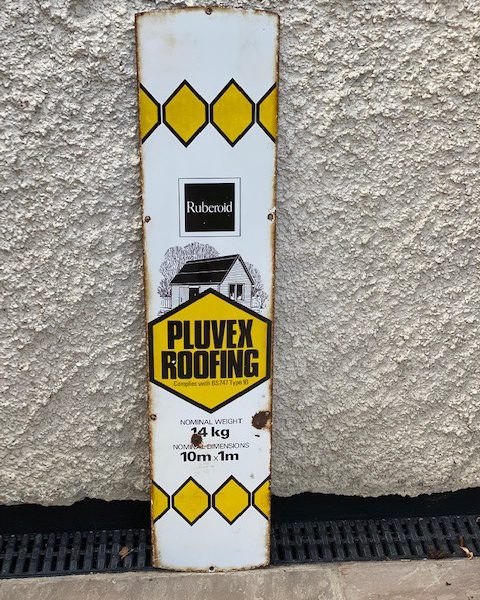 Ruberoid
PLUVEX
ROOFING
Complies with BS747 Type 1B
NOMINAL WEIGHT
14 kg
NOMINAL DIMENSIONS
10m x 1m